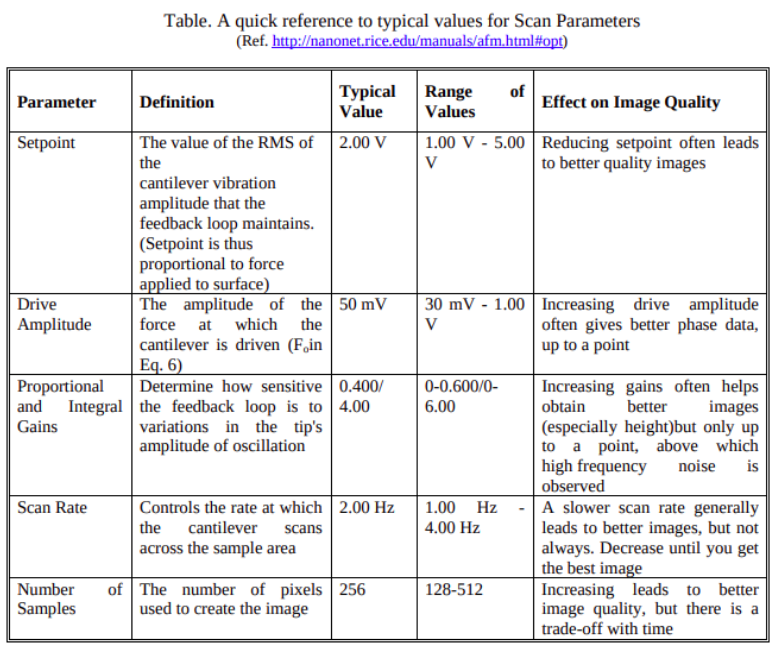 Table. A quick reference to typical values for Scan Parameters
(Ref. http://nanonet.rice.edu/manuals/afm.html#opt)
Parameter
Definition
Typical
Value
Range of
Values
Effect on Image Quality
Setpoint
The value of the RMS of
the
cantilever vibration
amplitude that the
feedback loop maintains.
(Setpoint is thus
proportional to force
applied to surface)
2.00 V
1.00 V - 5.00
V
Reducing setpoint often leads
to better quality images
Drive
Amplitude
The amplitude of the
force at which the
cantilever is driven (Foin
Eq. 6)
50 mV
30 mV - 1.00
V
Increasing drive amplitude
often gives better phase data,
up to a point
Proportional
and Integral
Gains
Determine how sensitive
the feedback loop is to
variations in the tip's
amplitude of oscillation
0.400/
4.00
0-0.600/0-
6.00
Increasing gains often helps
obtain better images
(especially height)but only up
to a point, above which
high frequency noise is
observed
Scan Rate
Controls the rate at which
the cantilever scans
across the sample area
2.00 Hz
1.00 Hz -
4.00 Hz
A slower scan rate generally
leads to better images, but not
always. Decrease until you get
the best image
Number of
Samples
The number of pixels
used to create the image
256
128-512
Increasing leads to better
image quality, but there is a
trade-off with time